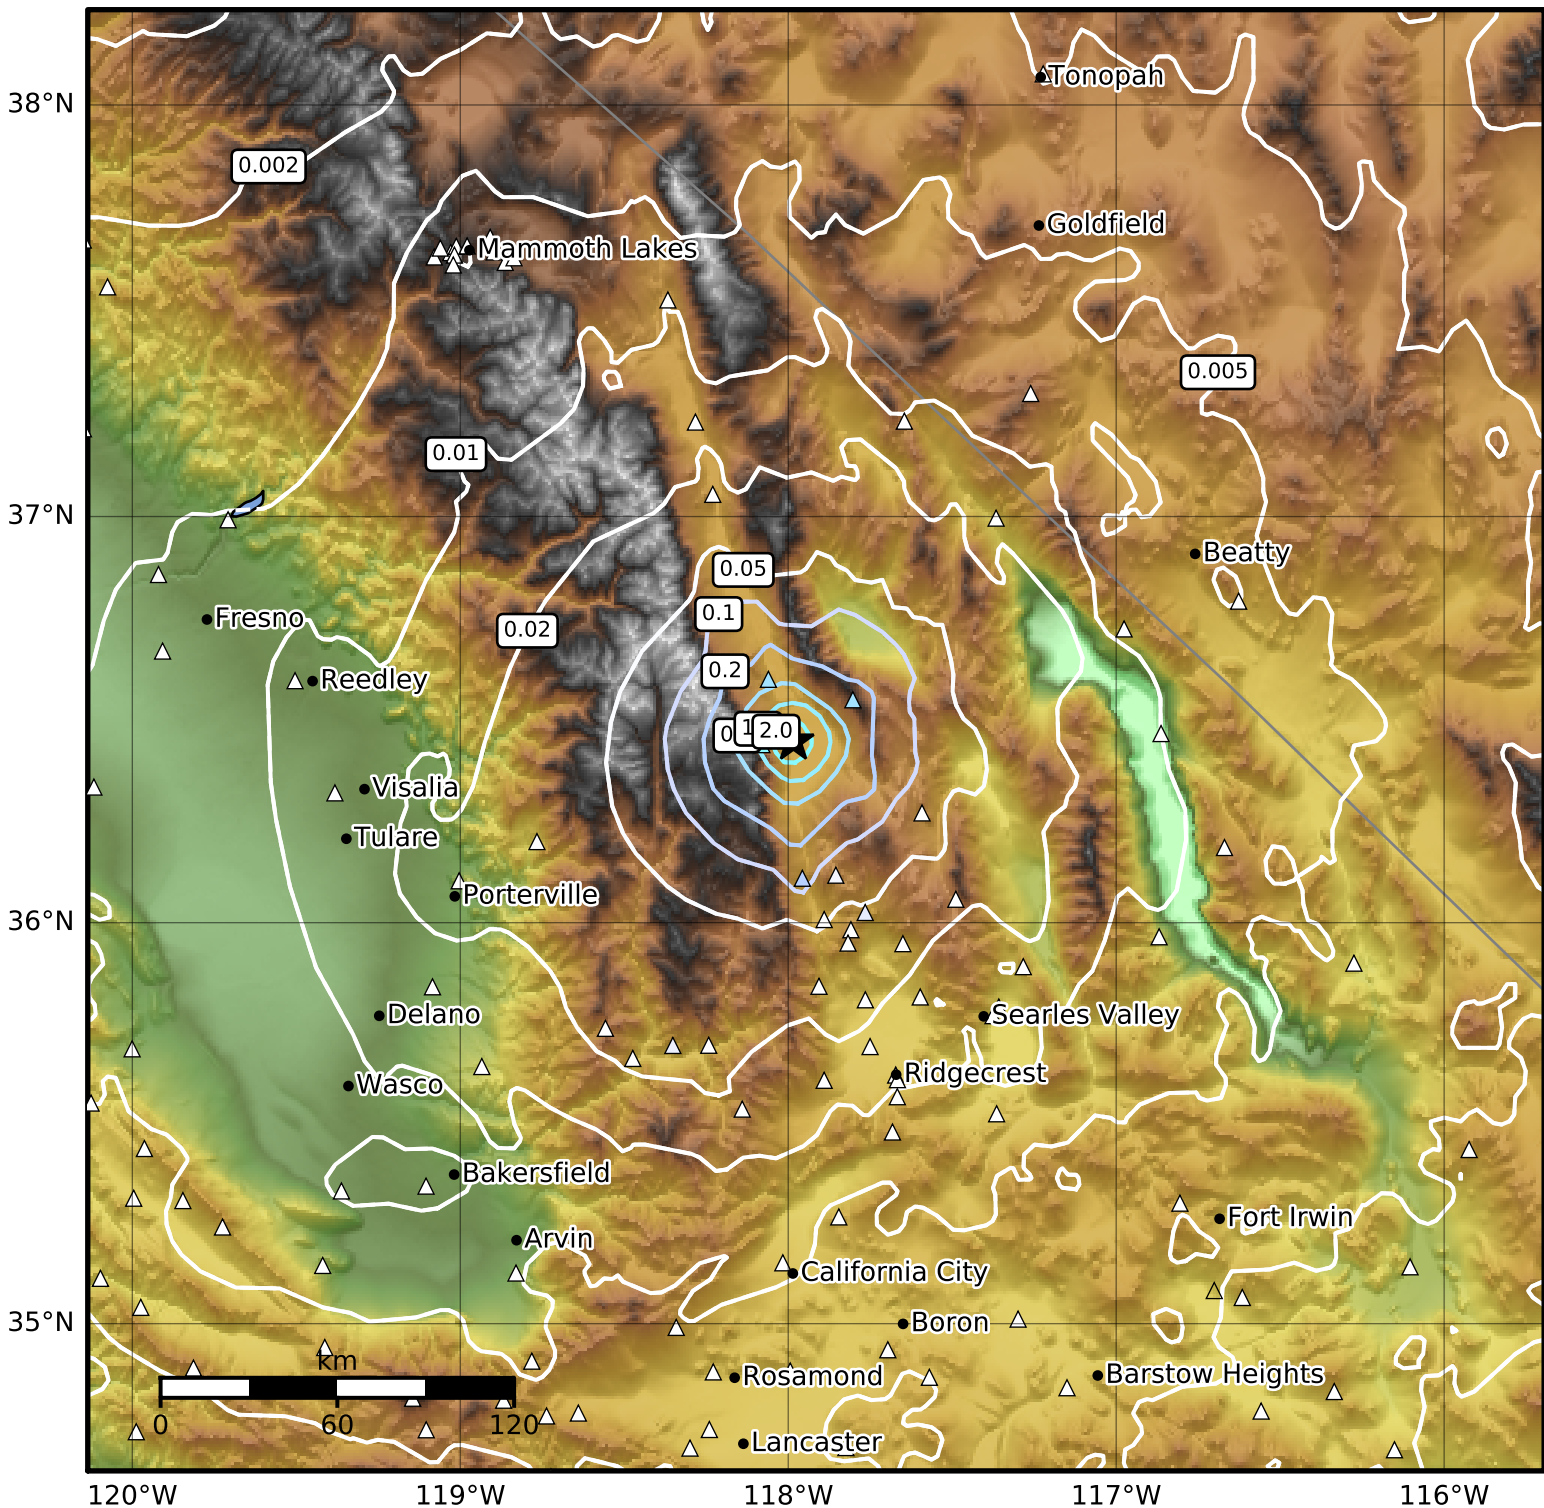 Tonopah
38°N
0.002
Goldfield
Mammoth Lakes
0.005
0.01
37°N
Beatty
0.05
0.1
Fresno
0.02
0.2
Reedley
2.0
Visalia
Tulare
Porterville
36°N
Delano
Searles Valley
Ridgecrest
Wasco
Bakersfield
Fort Irwin
Arvin
California City
35°N
Boron
km
Rosamond
Barstow Heights
0 60 120
Lancaster
120°W 119°W 118°W 117°W 116°W